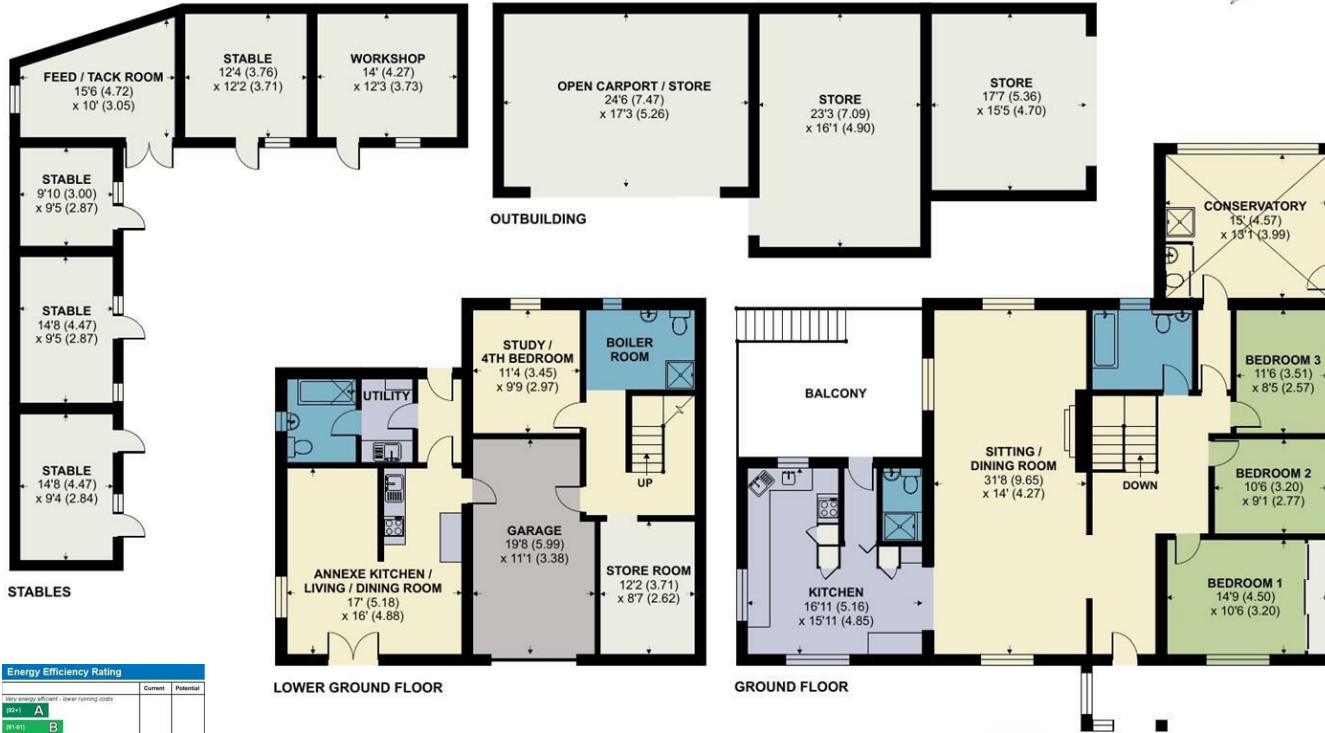 FEED / TACK ROOM
15'6 (4.72)
x 10' (3.05)
STABLE
12'4 (3.76)
x 12'2 (3.71)
WORKSHOP
14' (4.27)
x 12'3 (3.73)
STABLE
9'10 (3.00)
x 9'5 (2.87)
STABLE
14'8 (4.47)
x 9'5 (2.87)
STABLE
14'8 (4.47)
x 9'4 (2.84)
STABLES
OPEN CARPORT / STORE
24'6 (7.47)
x 17'3 (5.26)
STORE
23'3 (7.09)
x 16'1 (4.90)
STORE
17'7 (5.36)
x 15'5 (4.70)
OUTBUILDING
STUDY /
4TH BEDROOM
11'4 (3.45)
x 9'9 (2.97)
BOILER
ROOM
UTILITY
UP
GARAGE
19'8 (5.99)
x 11'1 (3.38)
STORE ROOM
12'2 (3.71)
x 8'7 (2.62)
ANNEXE KITCHEN /
LIVING / DINING ROOM
17' (5.18)
x 16' (4.88)
LOWER GROUND FLOOR
CONSERVATORY
15' (4.57)
x 13'1 (3.99)
BALCONY
SITTING /
DINING ROOM
31'8 (9.65)
x 14' (4.27)
DOWN
BEDROOM 3
11'6 (3.51)
x 8'5 (2.57)
BEDROOM 2
10'6 (3.20)
x 9'1 (2.77)
BEDROOM 1
14'9 (4.50)
x 10'6 (3.20)
KITCHEN
16'11 (5.16)
x 15'11 (4.85)
GROUND FLOOR
Energy Efficiency Rating
Current Potential
Very energy efficient - lower running costs
(92+) A
(81-91) B